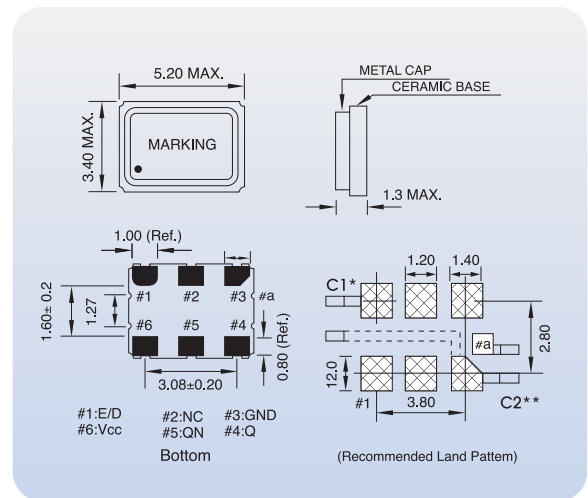 5.20 MAX.
3.40 MAX.
MARKING
METAL CAP
CERAMIC BASE
1.3 MAX.
1.00 (Ref.)
#1 #2 #3 #a
#6 #5 #4
1.60± 0.2
1.27
0.80 (Ref.)
3.08±0.20
#1:E/D #2:NC #3:GND
#6:Vcc #5:QN #4:Q
Bottom
1.20 1.40
C1*
#a
2.80
12.0
#1 3.80
C2**
(Recommended Land Pattem)